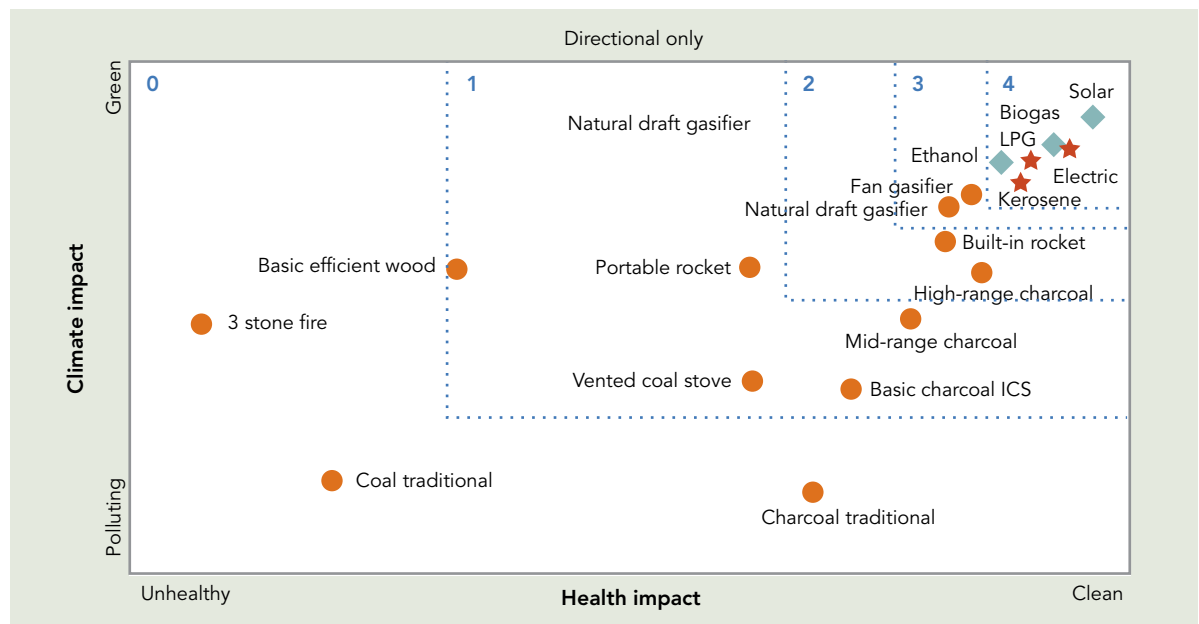 Directional only
Green
0
1
2
3
4
Solar
Biogas
Natural draft gasifier
LPG
Ethanol
Electric
Fan gasifier
Kerosene
Natural draft gasifier
Built-in rocket
Basic efficient wood
Portable rocket
High-range charcoal
3 stone fire
Mid-range charcoal
Climate impact
Vented coal stove
Basic charcoal ICS
Coal traditional
Charcoal traditional
Polluting
Unhealthy
Health impact
Clean